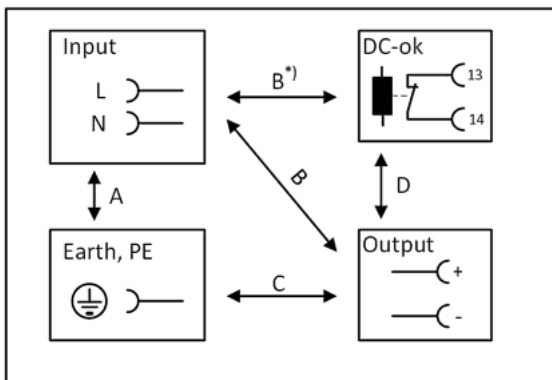 Input
L
N
DC-ok
13
14
B*)
A
B
D
Earth, PE
C
Output
+
-